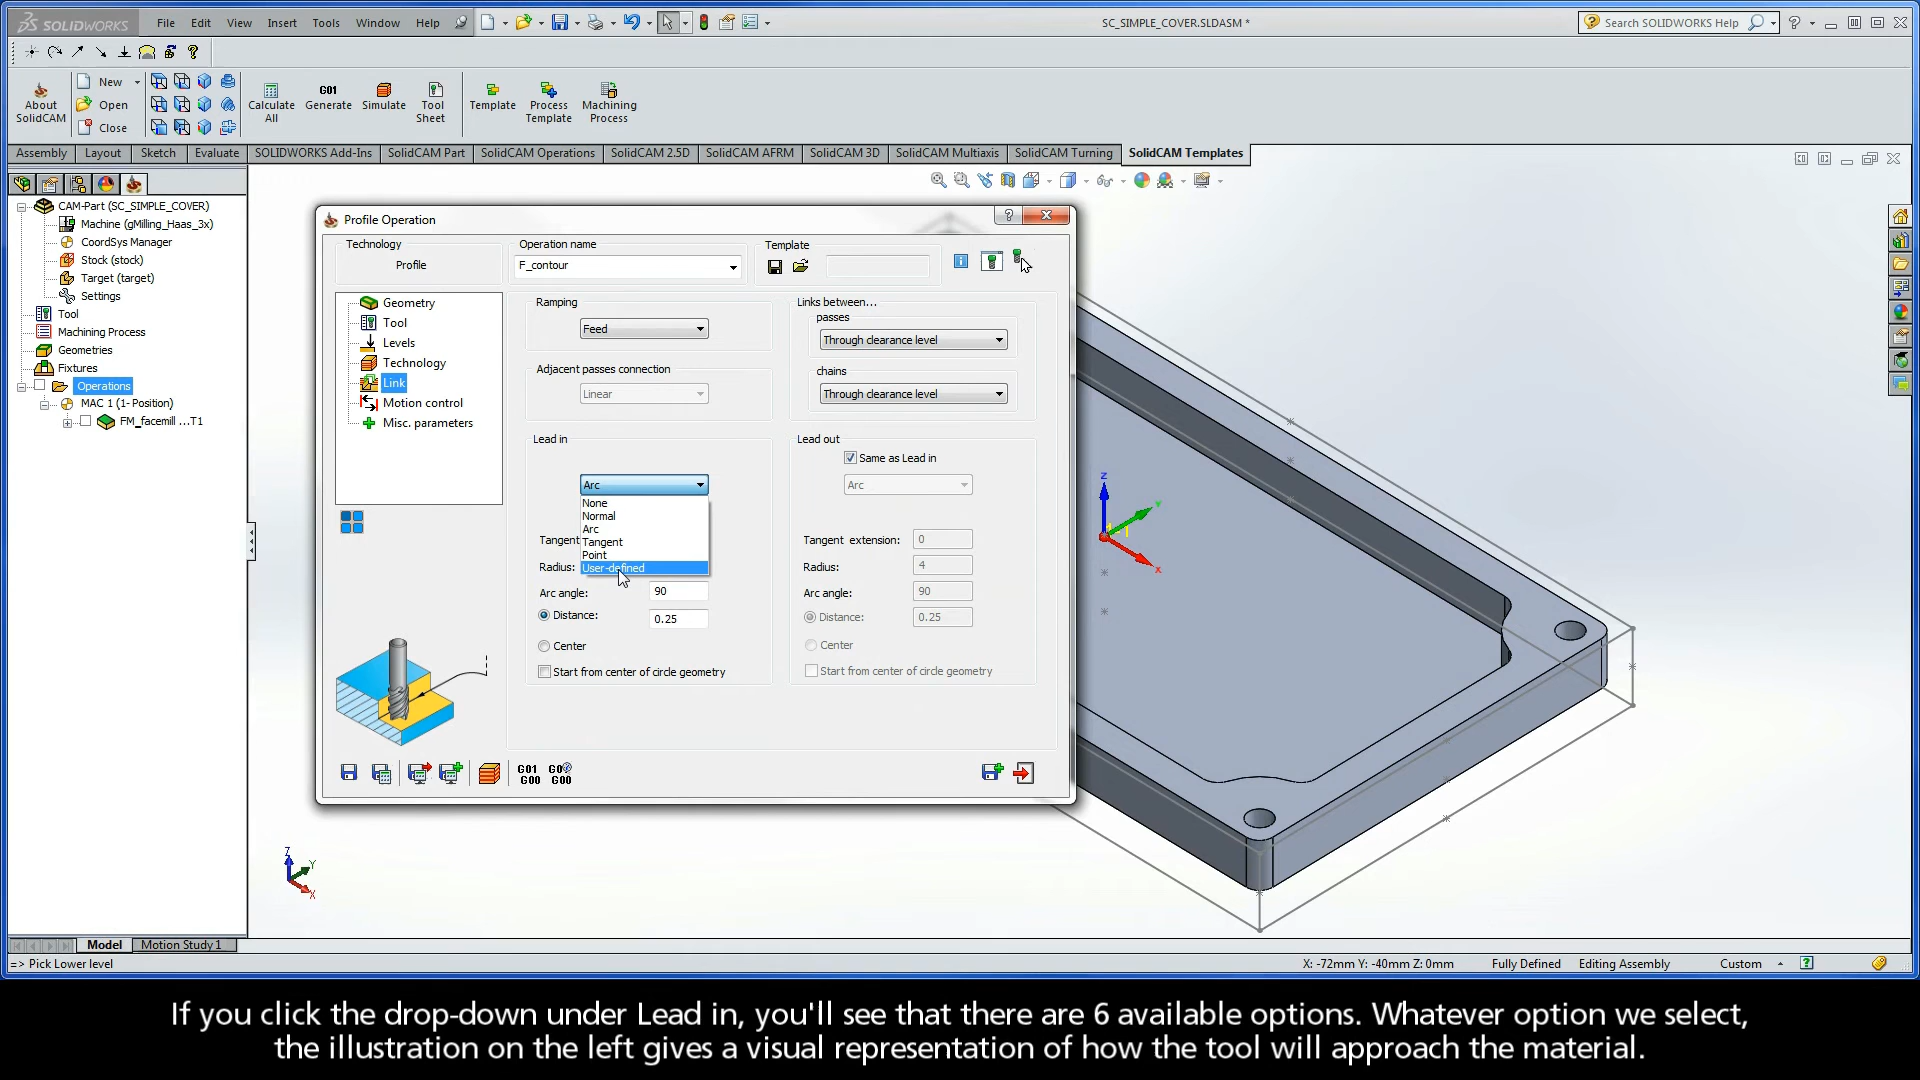 SOLIDWORKS File Edit View Insert Tools Window Help SC_SIMPLE_COVER.SLDASM * Search SOLIDWORKS Help
About SolidCAM
New
Open
Close
Calculate All
G01 Generate
Simulate
Tool Sheet
Template
Process Template
Machining Process
Assembly Layout Sketch Evaluate SOLIDWORKS Add-Ins SolidCAM Part SolidCAM Operations SolidCAM 2.5D SolidCAM AFRM SolidCAM 3D SolidCAM Multiaxis SolidCAM Turning SolidCAM Templates
CAM-Part (SC_SIMPLE_COVER)
Machine (gMilling_Haas_3x)
CoordSys Manager
Stock (stock)
Target (target)
Settings
Tool
Machining Process
Geometries
Fixtures
Operations
MAC 1 (1- Position)
FM_facemill ...T1
Profile Operation
Technology
Profile
Operation name
F_contour
Template
Geometry
Tool
Levels
Technology
Link
Motion control
Misc. parameters
Ramping
Feed
Adjacent passes connection
Linear
Links between...
passes
Through clearance level
chains
Through clearance level
Lead in
Arc
None
Normal
Arc
Tangent
Point
User-defined
Tangent
Radius:
Arc angle: 90
Distance: 0.25
Center
Start from center of circle geometry
Lead out
Same as Lead in
Arc
Tangent extension: 0
Radius: 4
Arc angle: 90
Distance: 0.25
Center
Start from center of circle geometry
G01 G00
G00
Z
Y
X
Z
Y
X
Model Motion Study 1
=> Pick Lower level X: -72mm Y: -40mm Z: 0mm Fully Defined Editing Assembly Custom
If you click the drop-down under Lead in, you'll see that there are 6 available options. Whatever option we select,
the illustration on the left gives a visual representation of how the tool will approach the material.